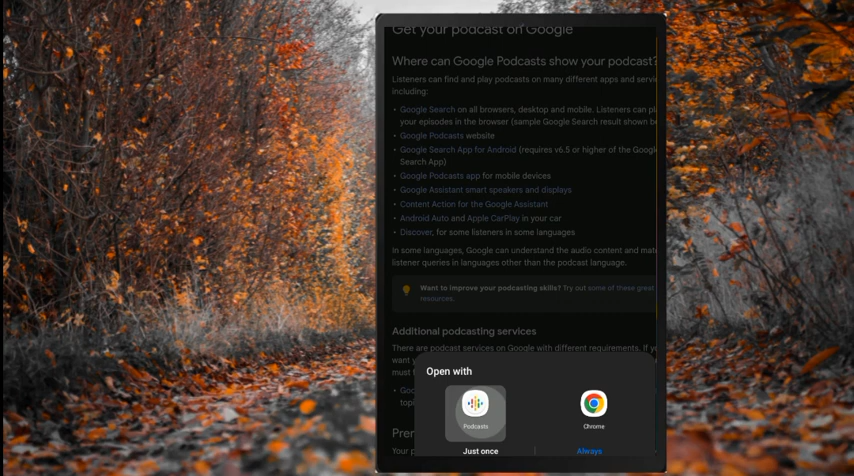 Get your podcast on Google
Where can Google Podcasts show your podcast?
Listeners can find and play podcasts on many different apps and
including:
• Google Search on all browsers, desktop and mobile. Listeners can
your episodes in the browser (sample Google Search result shown
• Google Podcasts website
• Google Search App for Android (requires v6.5 or higher of the Google
Search App)
• Google Podcasts app for mobile devices
• Google Assistant smart speakers and displays
• Content Action for the Google Assistant
• Android Auto and Apple CarPlay in your car
• Discover, for some listeners in some languages
In some languages, Google can understand the audio content and
listener queries in languages other than the podcast language.
Want to improve your podcasting skills? Try out some of these great
resources.
Additional podcasting services
There are podcast services on Google with different requirements. If
want
must
Open with
Podcasts
Chrome
Just once
Always